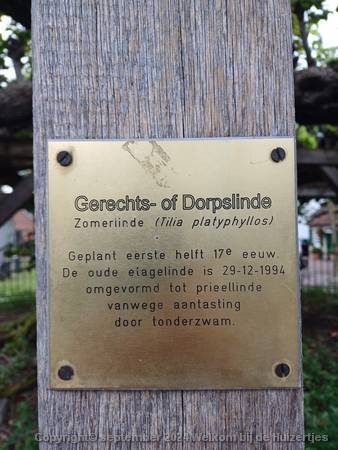 Gerechts- of Dorpslinde
Zomerlinde (Tilia platyphyllos)
Geplant eerste helft 17e eeuw.
De oude etagelinde is 29-12-1994
omgevormd tot prieellinde
vanwege aantasting
door tonderzwam.
Copyright © september 2024 Welkom bij de Huizertjes